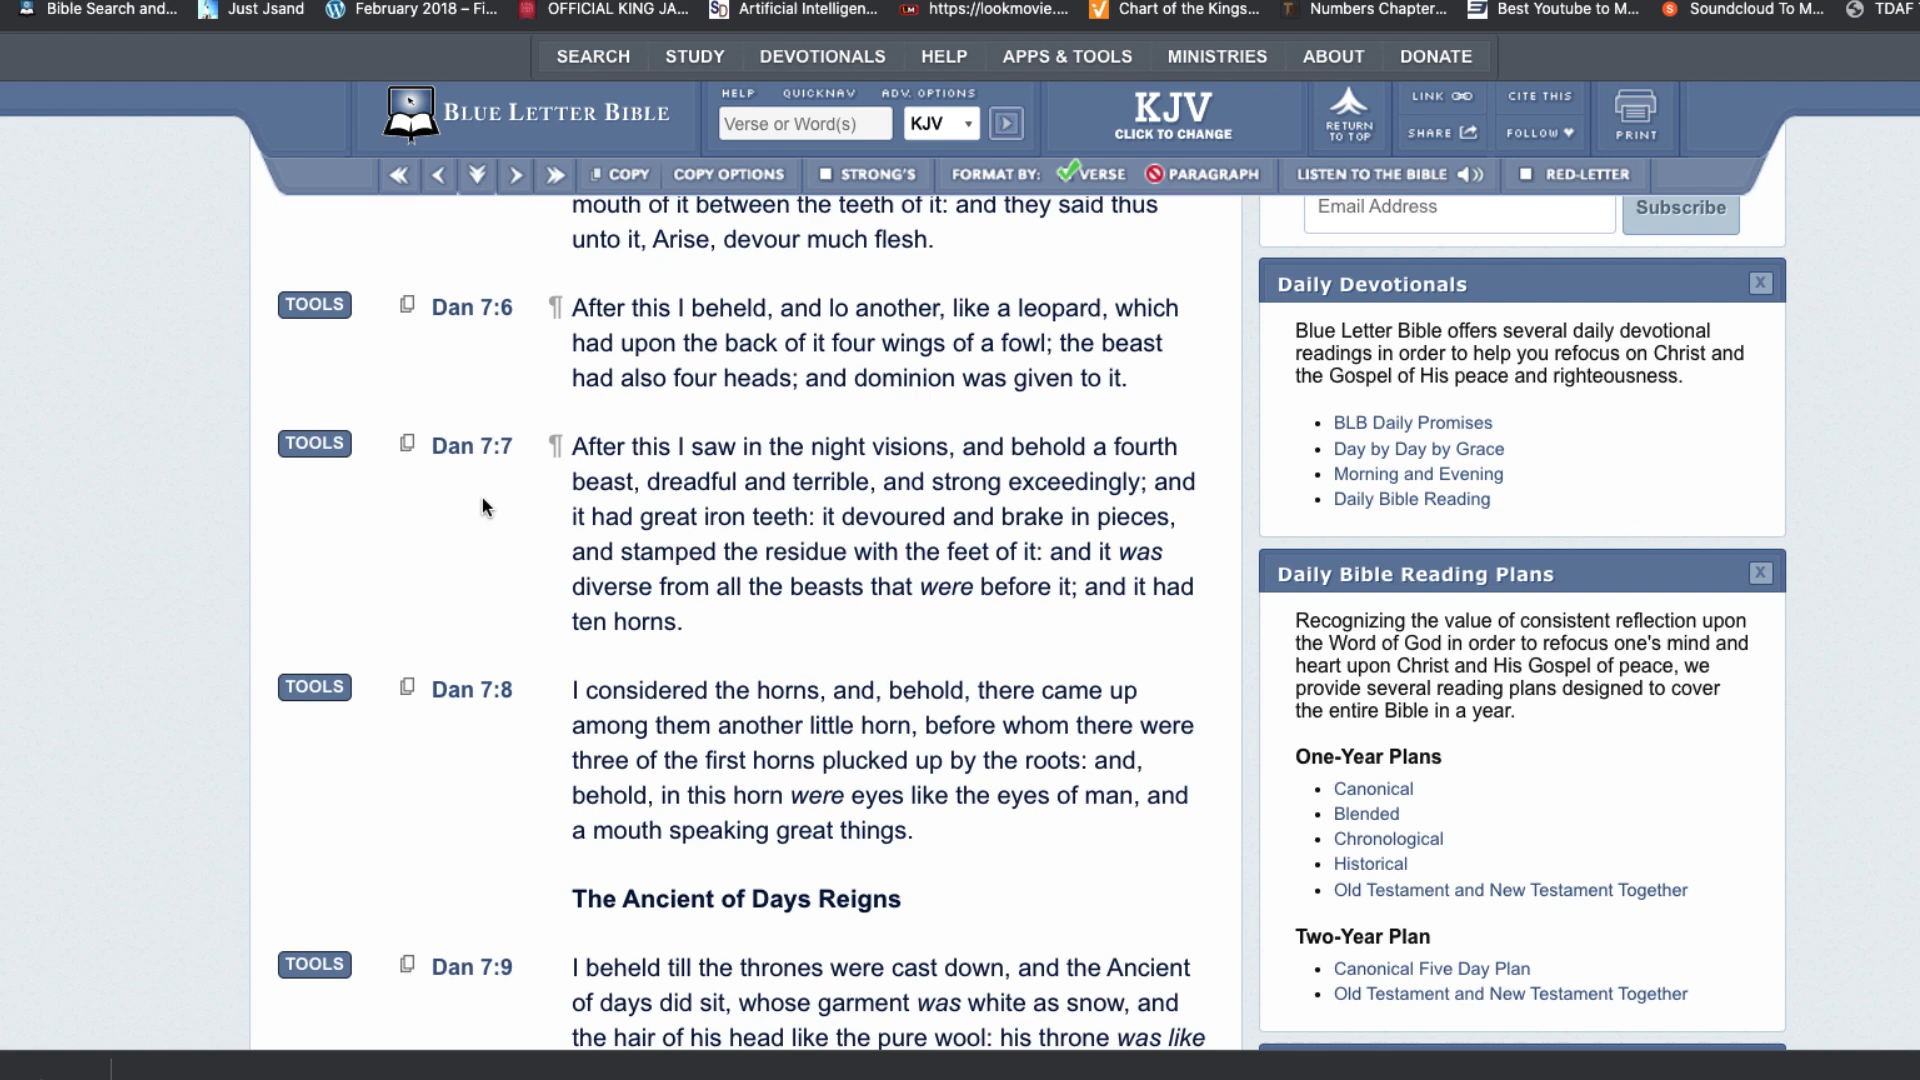 Bible Search and...
Just Jsand
February 2018 – Fi...
OFFICIAL KING JA...
Artificial Intelligen...
https://lookmovie....
Chart of the Kings...
Numbers Chapter...
Best Youtube to M...
Soundcloud To M...
TDAF
SEARCH
STUDY
DEVOTIONALS
HELP
APPS & TOOLS
MINISTRIES
ABOUT
DONATE
BLUE LETTER BIBLE
HELP
QUICKNAV
ADV. OPTIONS
Verse or Word(s)
KJV
KJV
CLICK TO CHANGE
RETURN
TO TOP
LINK
CITE THIS
SHARE
FOLLOW
PRINT
COPY
COPY OPTIONS
STRONG'S
FORMAT BY:
VERSE
PARAGRAPH
LISTEN TO THE BIBLE
RED-LETTER
mouth of it between the teeth of it: and they said thus
unto it, Arise, devour much flesh.
TOOLS
Dan 7:6
¶ After this I beheld, and lo another, like a leopard, which
had upon the back of it four wings of a fowl; the beast
had also four heads; and dominion was given to it.
TOOLS
Dan 7:7
¶ After this I saw in the night visions, and behold a fourth
beast, dreadful and terrible, and strong exceedingly; and
it had great iron teeth: it devoured and brake in pieces,
and stamped the residue with the feet of it: and it was
diverse from all the beasts that were before it; and it had
ten horns.
TOOLS
Dan 7:8
I considered the horns, and, behold, there came up
among them another little horn, before whom there were
three of the first horns plucked up by the roots: and,
behold, in this horn were eyes like the eyes of man, and
a mouth speaking great things.
The Ancient of Days Reigns
TOOLS
Dan 7:9
I beheld till the thrones were cast down, and the Ancient
of days did sit, whose garment was white as snow, and
the hair of his head like the pure wool: his throne was like
Email Address
Subscribe
Daily Devotionals
X
Blue Letter Bible offers several daily devotional
readings in order to help you refocus on Christ and
the Gospel of His peace and righteousness.
BLB Daily Promises
Day by Day by Grace
Morning and Evening
Daily Bible Reading
Daily Bible Reading Plans
X
Recognizing the value of consistent reflection upon
the Word of God in order to refocus one's mind and
heart upon Christ and His Gospel of peace, we
provide several reading plans designed to cover
the entire Bible in a year.
One-Year Plans
Canonical
Blended
Chronological
Historical
Old Testament and New Testament Together
Two-Year Plan
Canonical Five Day Plan
Old Testament and New Testament Together